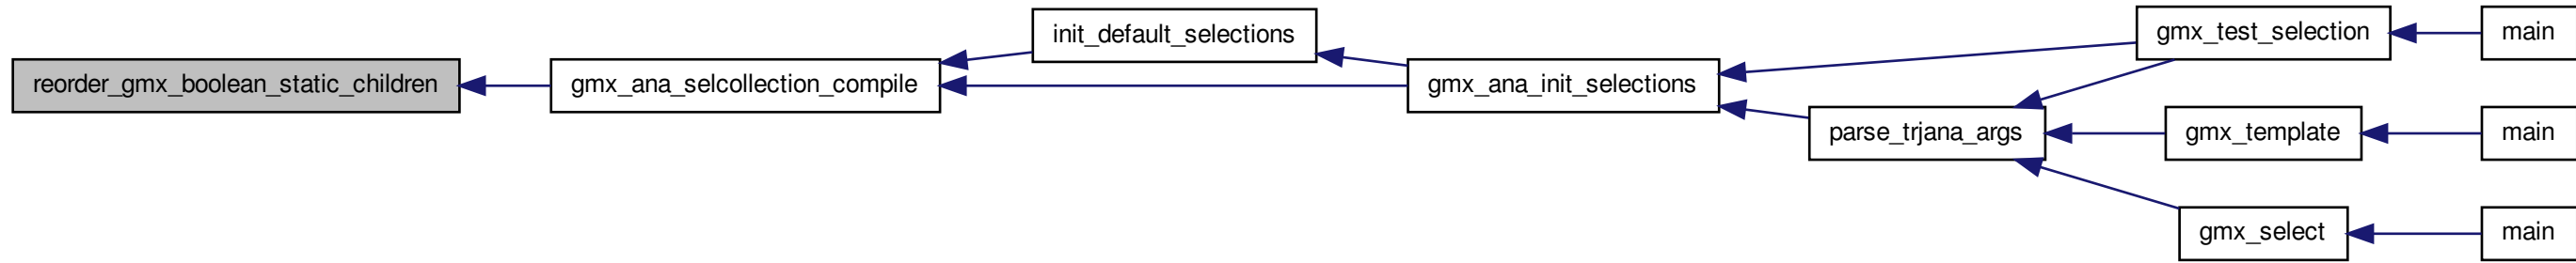 reorder_gmx_boolean_static_children
gmx_ana_selcollection_compile
init_default_selections
gmx_ana_init_selections
gmx_test_selection
main
parse_trjana_args
gmx_template
main
gmx_select
main